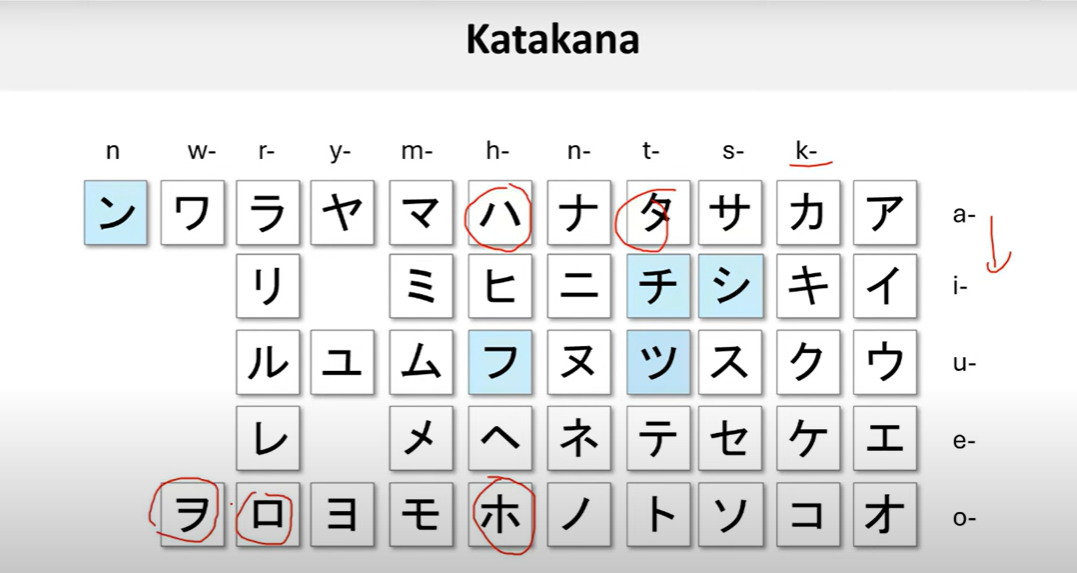 Katakana
n w- r- y- m- h- n- t- s- k-
ン ワ ラ ヤ マ ハ ナ タ サ カ ア a-
リ ミ ヒ ニ チ シ キ イ i-
ル ユ ム フ ヌ ツ ス ク ウ u-
レ メ ヘ ネ テ セ ケ エ e-
ヲ ロ ヨ モ ホ ノ ト ソ コ オ o-